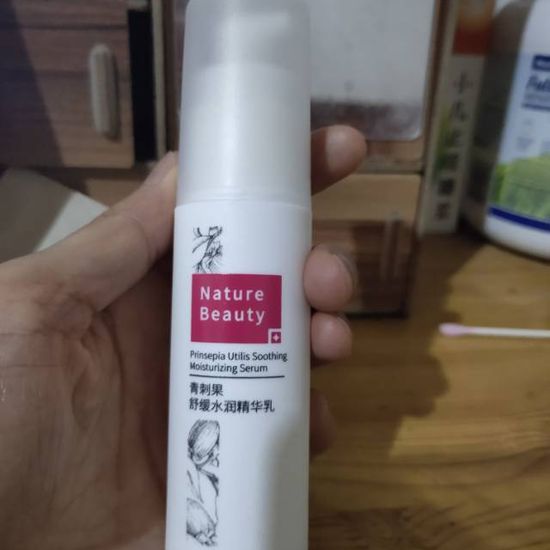 Nature
Beauty
Prinsepia Utilis Soothing
Moisturizing Serum
青刺果
舒缓水润精华乳